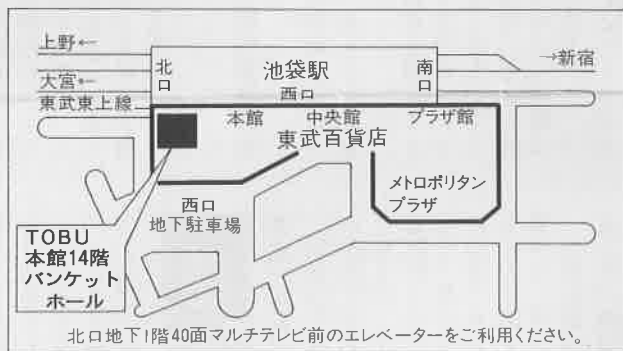 上野←
大宮←
東武東上線
北口
池袋駅
西口
南口
→新宿
本館 中央館 プラザ館
東武百貨店
メトロポリタン
プラザ
西口
地下駐車場
TOBU
本館14階
バンケット
ホール
北口地下1階40面マルチテレビ前のエレベーターをご利用ください。